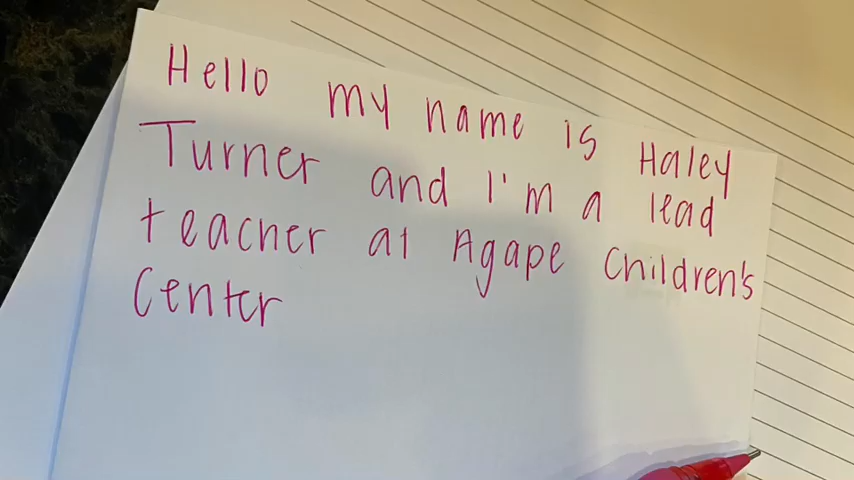 Hello my name is Haley
Turner and I'm a lead
teacher at Agape Children's
Center